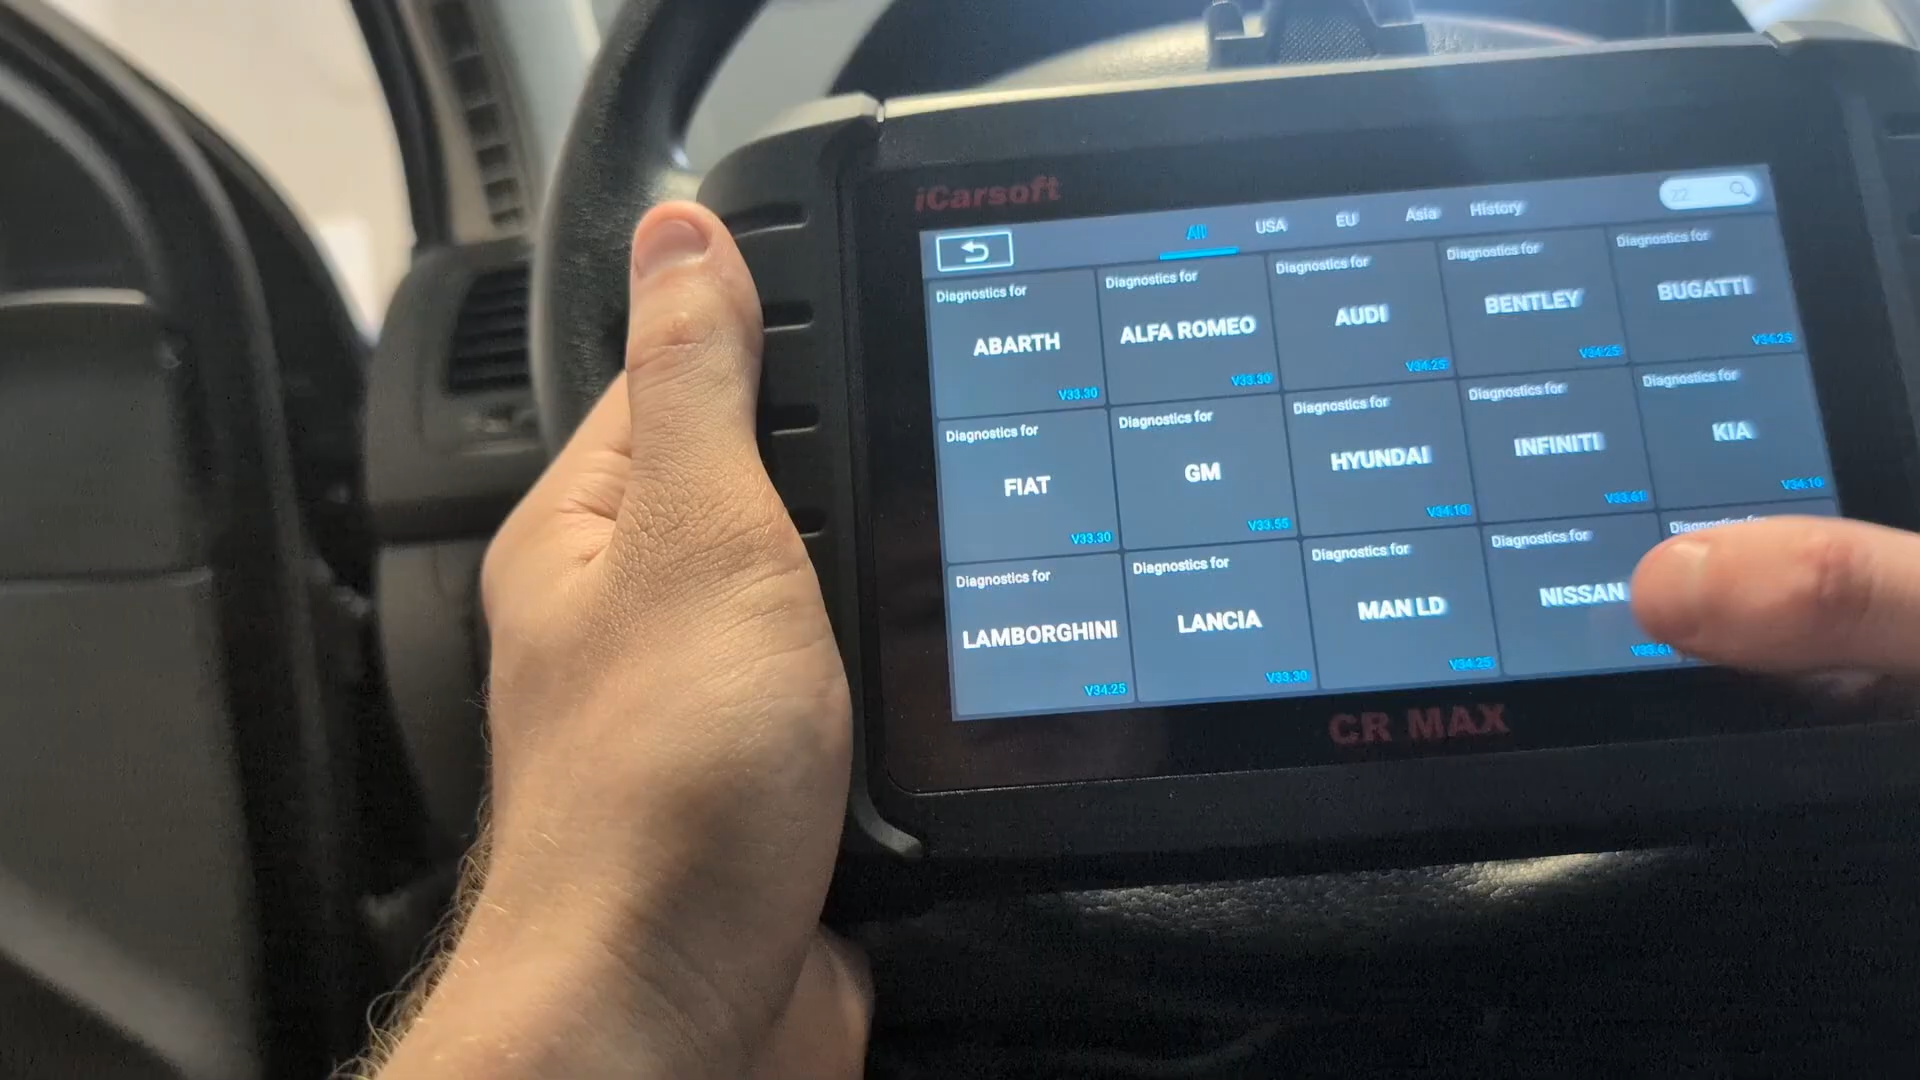 iCarsoft
All
USA
EU
Asia
History
22
Diagnostics for
ABARTH
V33.30
Diagnostics for
ALFA ROMEO
V33.30
Diagnostics for
AUDI
V34.25
Diagnostics for
BENTLEY
V34.25
Diagnostics for
BUGATTI
V34.25
Diagnostics for
FIAT
V33.30
Diagnostics for
GM
V33.55
Diagnostics for
HYUNDAI
V34.10
Diagnostics for
INFINITI
V33.61
Diagnostics for
KIA
V34.10
Diagnostics for
LAMBORGHINI
V34.25
Diagnostics for
LANCIA
V33.30
Diagnostics for
MAN LD
V34.25
Diagnostics for
NISSAN
V33.61
Diagnostics for
CR MAX